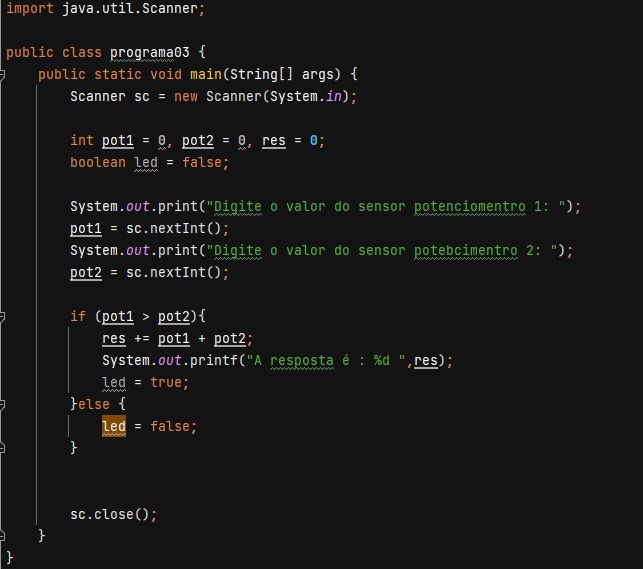 import java.util.Scanner;
public class programa03 {
public static void main(String[] args) {
Scanner sc = new Scanner(System.in);
int pot1 = 0, pot2 = 0, res = 0;
boolean led = false;
System.out.print("Digite o valor do sensor potenciomentro 1: ");
pot1 = sc.nextInt();
System.out.print("Digite o valor do sensor potebcimentro 2: ");
pot2 = sc.nextInt();
if (pot1 > pot2){
res += pot1 + pot2;
System.out.printf("A resposta é : %d ",res);
led = true;
}else {
led = false;
}
sc.close();
}
}